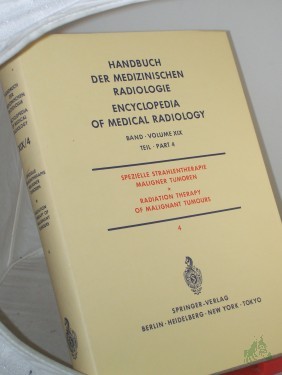 HANDBUCH
DER MEDIZINISCHEN
RADIOLOGIE
ENCYCLOPEDIA
OF MEDICAL RADIOLOGY
BAND · VOLUME XIX
TEIL · PART 4
SPEZIELLE STRAHLENTHERAPIE
MALIGNER TUMOREN
RADIATION THERAPY
OF MALIGNANT TUMOURS
4
SPRINGER-VERLAG
BERLIN · HEIDELBERG · NEW YORK · TOKYO
XIX/4